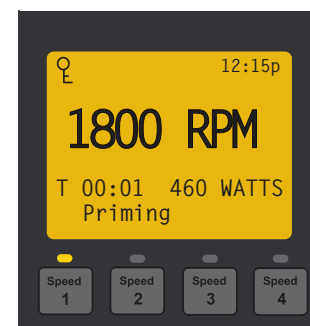 12:15p
1800 RPM
T 00:01 460 WATTS
Priming
Speed 1 Speed 2 Speed 3 Speed 4